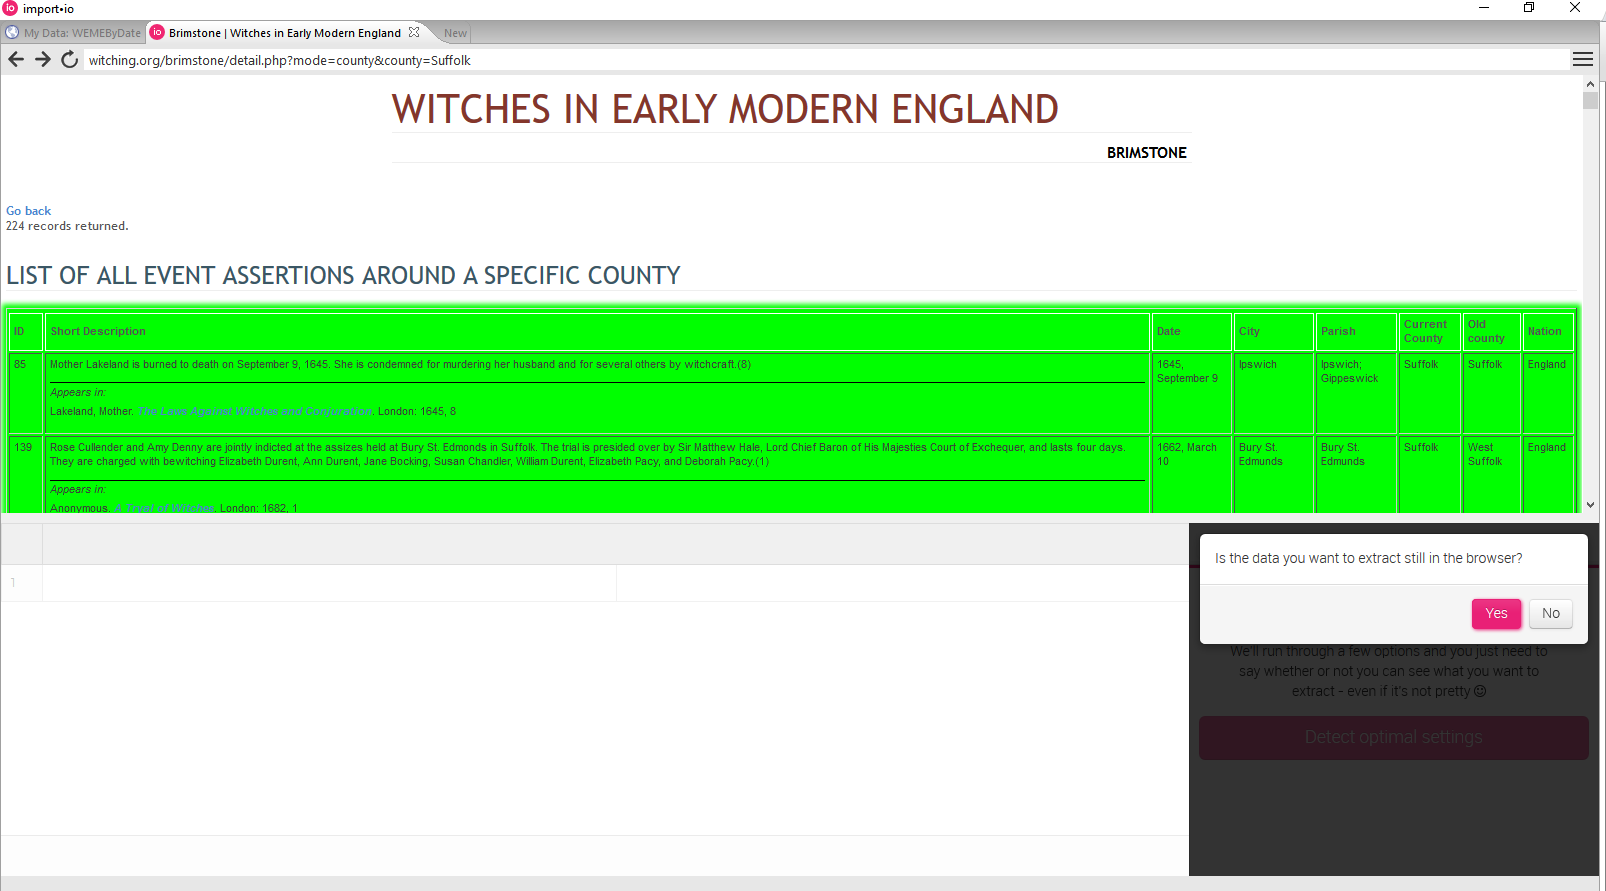 import•io
My Data: WEMEByDate
Brimstone | Witches in Early Modern England
New
witching.org/brimstone/detail.php?mode=county&county=Suffolk
WITCHES IN EARLY MODERN ENGLAND
BRIMSTONE
Go back
224 records returned.
LIST OF ALL EVENT ASSERTIONS AROUND A SPECIFIC COUNTY
ID Short Description Date City Parish Current County Old county Nation
85 Mother Lakeland is burned to death on September 9, 1645. She is condemned for murdering her husband and for several others by witchcraft.(8) 1645, September 9 Ipswich Ipswich; Gippeswick Suffolk Suffolk England
Appears in:
Lakeland, Mother. The Laws Against Witches and Conjuration. London: 1645, 8
139 Rose Cullender and Amy Denny are jointly indicted at the assizes held at Bury St. Edmonds in Suffolk. The trial is presided over by Sir Matthew Hale, Lord Chief Baron of His Majesties Court of Exchequer, and lasts four days. 1662, March 10 Bury St. Edmunds Bury St. Edmunds Suffolk West Suffolk England
They are charged with bewitching Elizabeth Durent, Ann Durent, Jane Bocking, Susan Chandler, William Durent, Elizabeth Pacy, and Deborah Pacy.(1)
Appears in:
Anonymous. A Tryal of Witches. London: 1682, 1
1
Is the data you want to extract still in the browser?
Yes No
We'll run through a few options and you just need to
say whether or not you can see what you want to
extract - even if it's not pretty ☺
Detect optimal settings